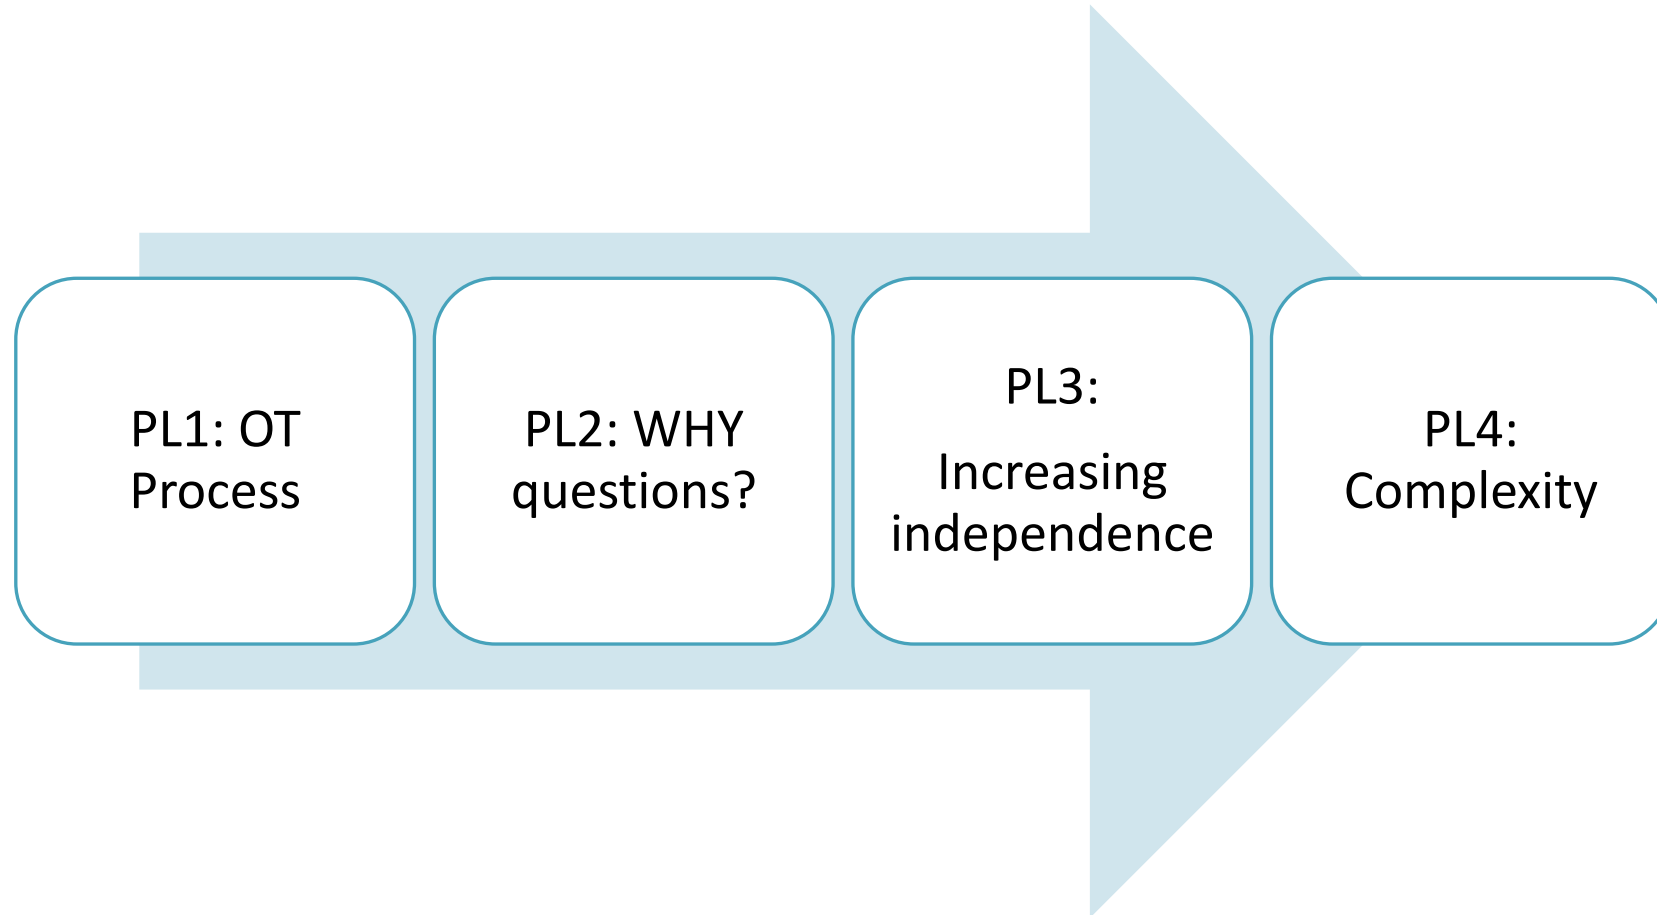 PL1: OT
Process
PL2: WHY
questions?
PL3:
Increasing
independence
PL4:
Complexity